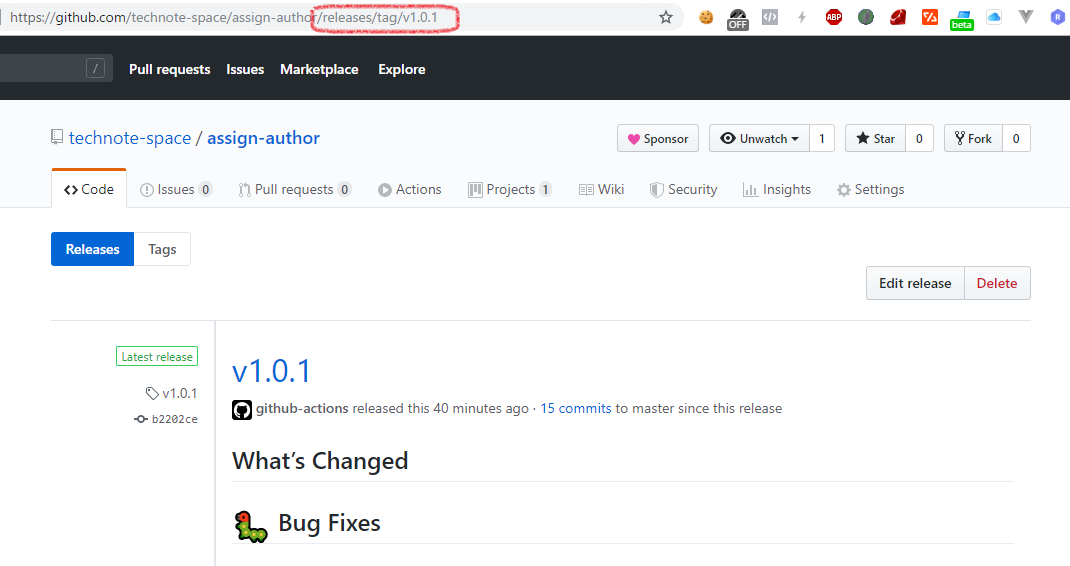 https://github.com/technote-space/assign-author/releases/tag/v1.0.1
ABP
OFF
beta
R
/
Pull requests Issues Marketplace Explore
technote-space / assign-author
Sponsor Unwatch 1 Star 0 Fork 0
Code Issues 0 Pull requests 0 Actions Projects 1 Wiki Security Insights Settings
Releases Tags
Edit release Delete
Latest release
v1.0.1
b2202ce
v1.0.1
github-actions released this 40 minutes ago · 15 commits to master since this release
What's Changed
Bug Fixes